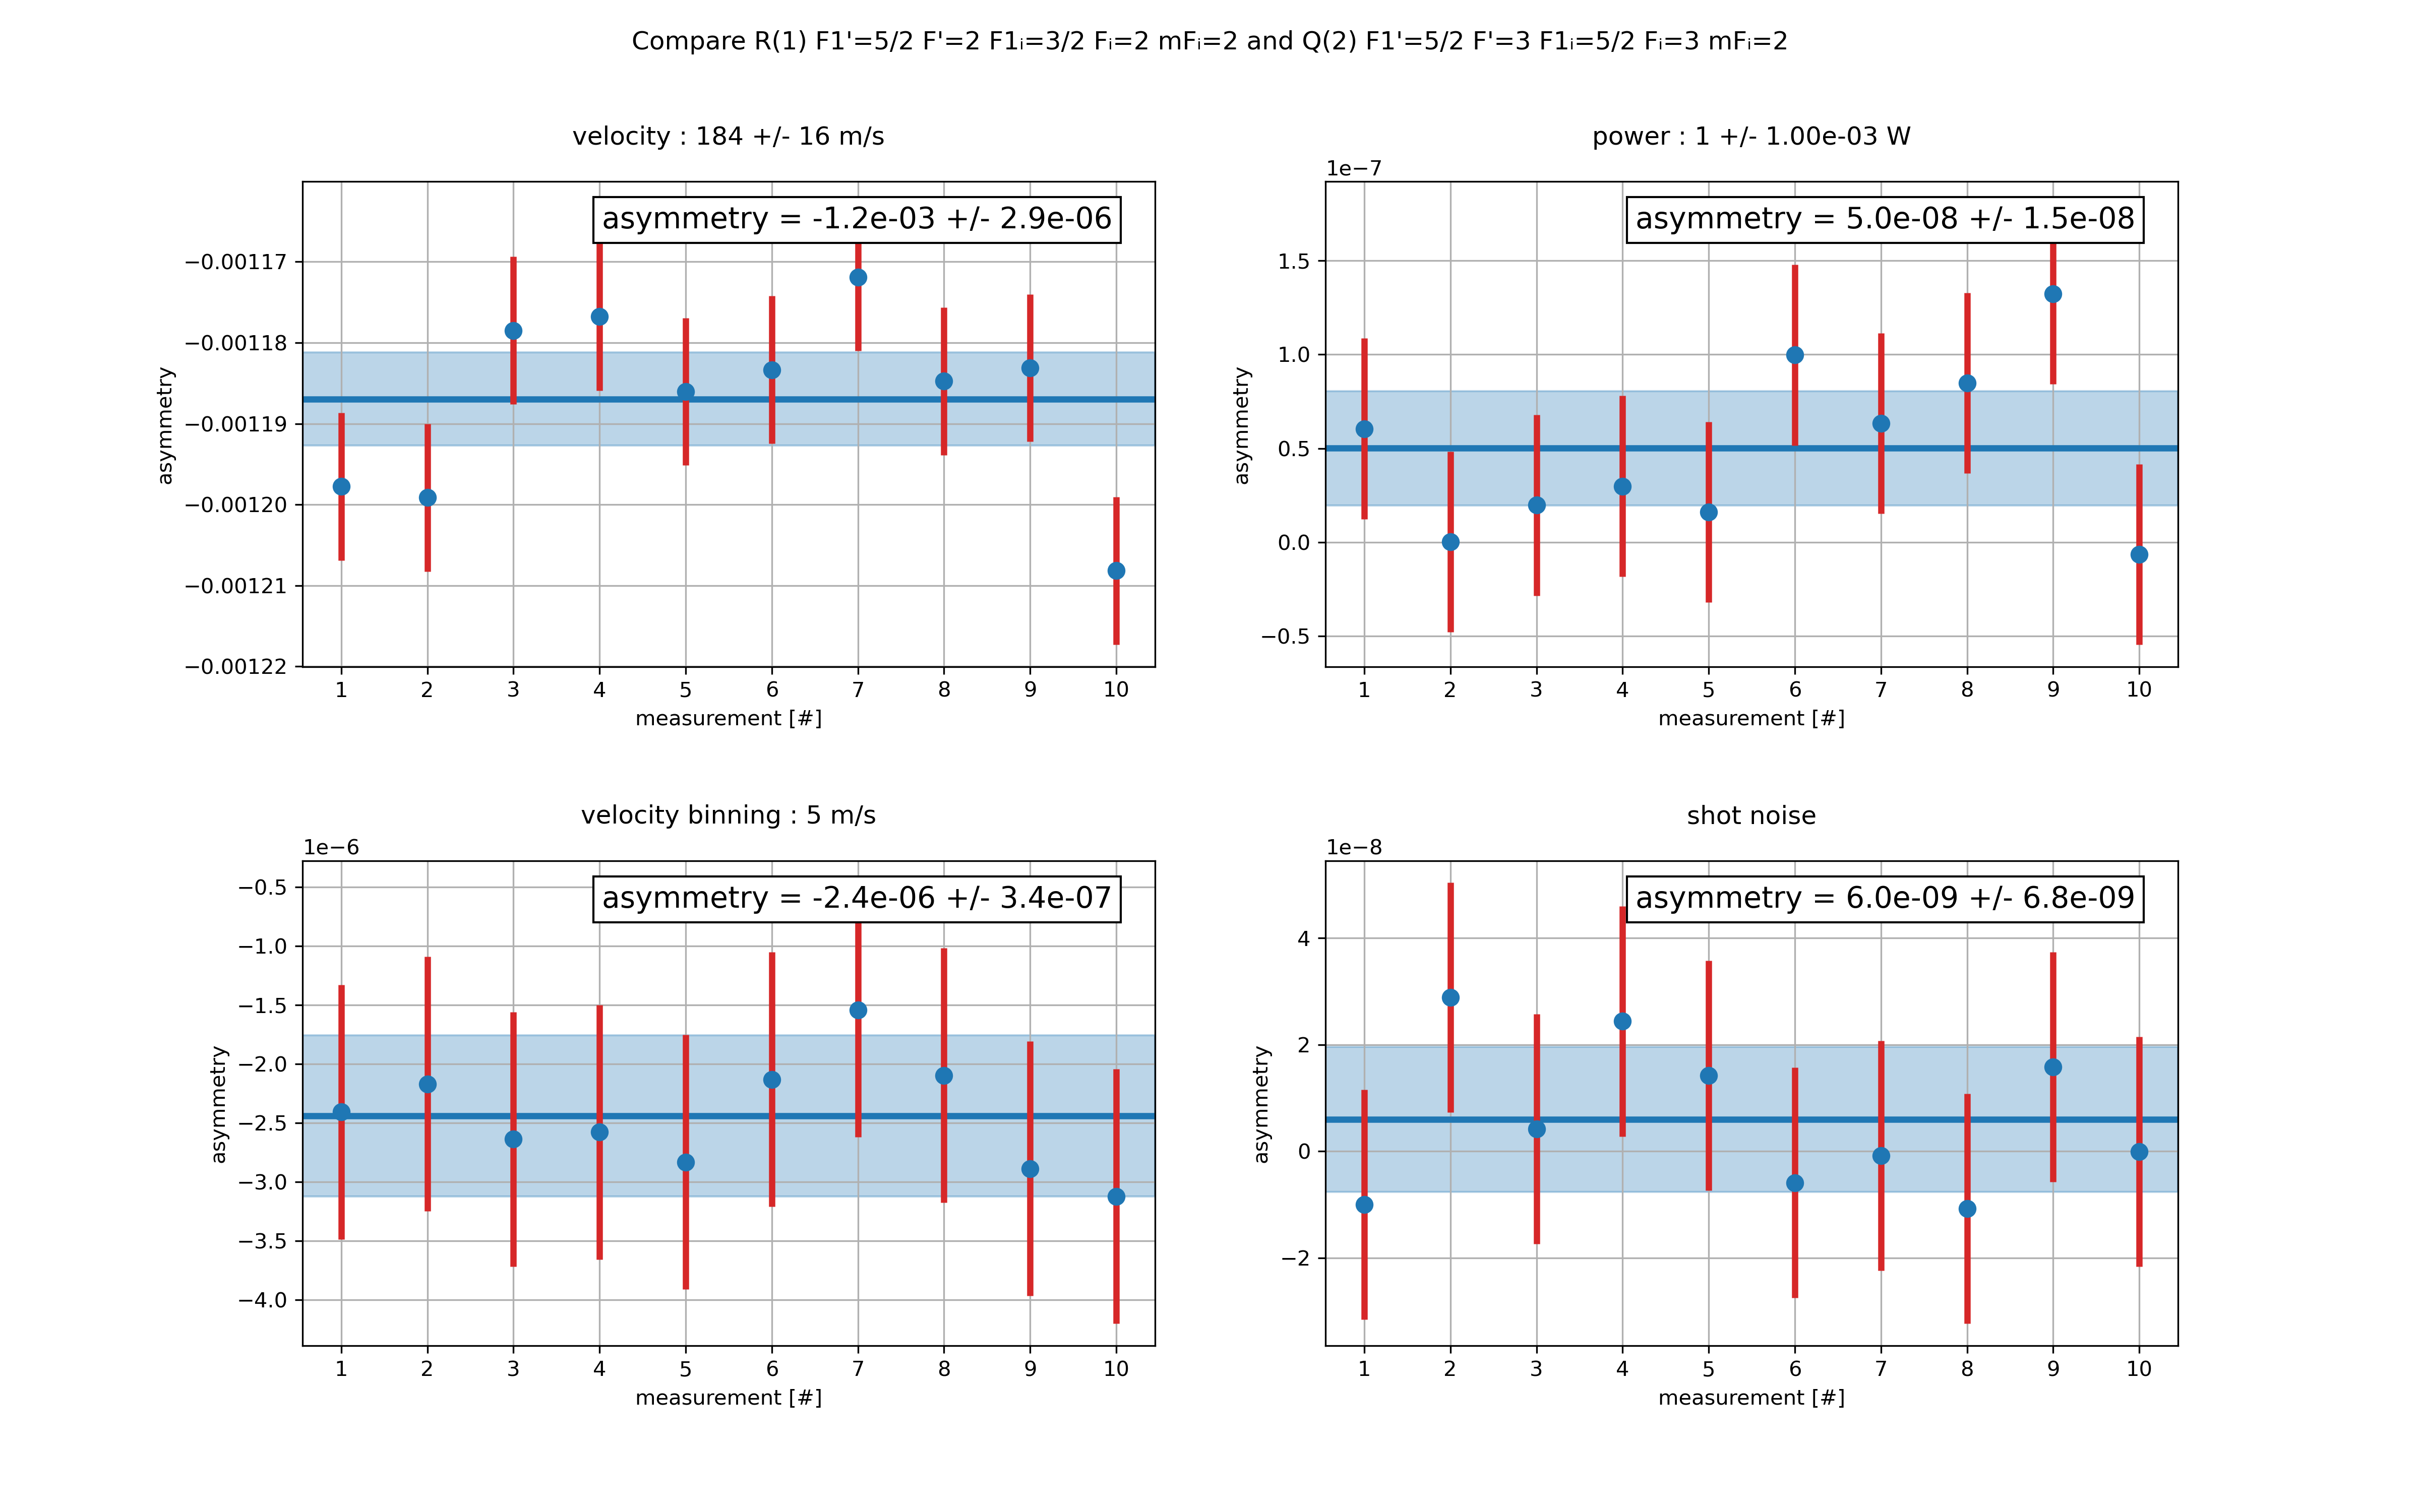 Compare R(1) F1'=5/2 F'=2 F1ᵢ=3/2 Fᵢ=2 mFᵢ=2 and Q(2) F1'=5/2 F'=3 F1ᵢ=5/2 Fᵢ=3 mFᵢ=2
velocity : 184 +/- 16 m/s
asymmetry = -1.2e-03 +/- 2.9e-06
−0.00117
−0.00118
−0.00119
−0.00120
−0.00121
−0.00122
asymmetry
1 2 3 4 5 6 7 8 9 10
measurement [#]
power : 1 +/- 1.00e-03 W
1e−7
asymmetry = 5.0e-08 +/- 1.5e-08
1.5
1.0
0.5
0.0
−0.5
asymmetry
1 2 3 4 5 6 7 8 9 10
measurement [#]
velocity binning : 5 m/s
1e−6
asymmetry = -2.4e-06 +/- 3.4e-07
−0.5
−1.0
−1.5
−2.0
−2.5
−3.0
−3.5
−4.0
asymmetry
1 2 3 4 5 6 7 8 9 10
measurement [#]
shot noise
1e−8
asymmetry = 6.0e-09 +/- 6.8e-09
4
2
0
−2
asymmetry
1 2 3 4 5 6 7 8 9 10
measurement [#]